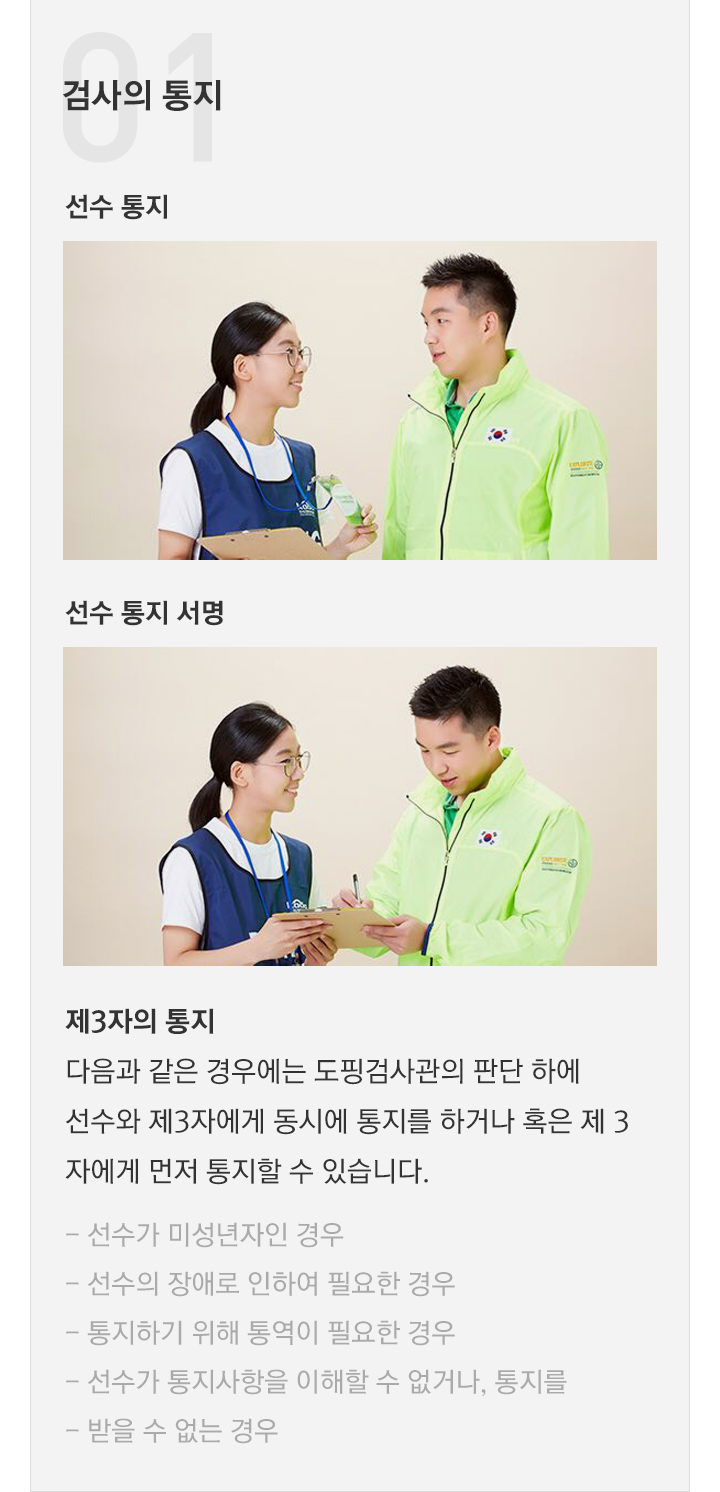 01
검사의 통지
선수 통지
선수 통지 서명
제3자의 통지
다음과 같은 경우에는 도핑검사관의 판단 하에
선수와 제3자에게 동시에 통지를 하거나 혹은 제 3
자에게 먼저 통지할 수 있습니다.
- 선수가 미성년자인 경우
- 선수의 장애로 인하여 필요한 경우
- 통지하기 위해 통역이 필요한 경우
- 선수가 통지사항을 이해할 수 없거나, 통지를
- 받을 수 없는 경우